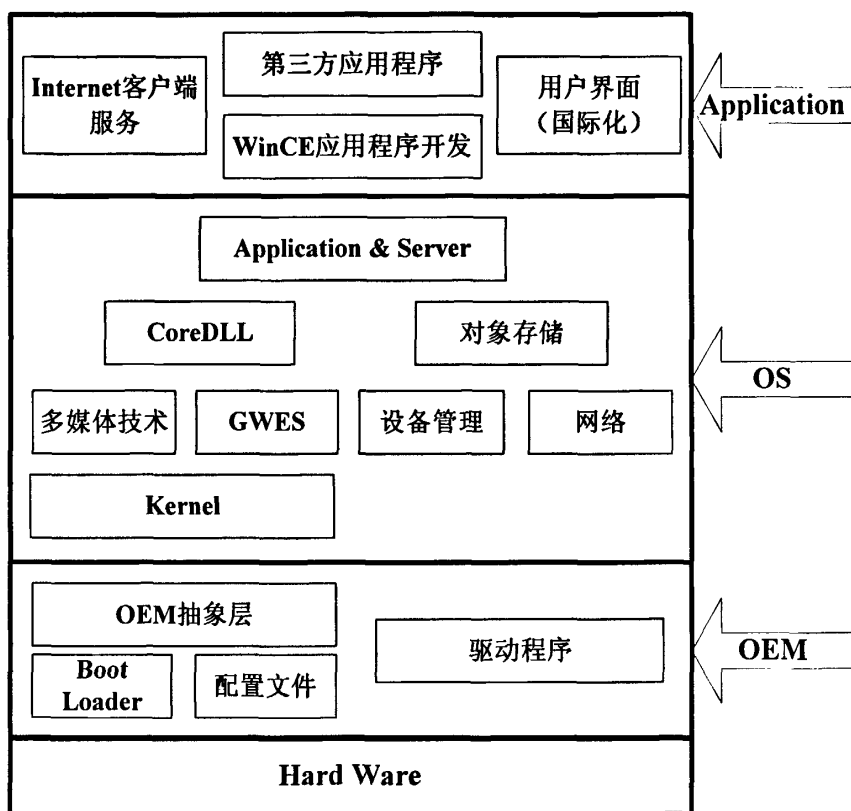 第三方应用程序
Internet客户端
服务
用户界面
（国际化）
WinCE应用程序开发
Application
Application & Server
CoreDLL
对象存储
OS
多媒体技术
GWES
设备管理
网络
Kernel
OEM抽象层
驱动程序
OEM
Boot
Loader
配置文件
Hard Ware